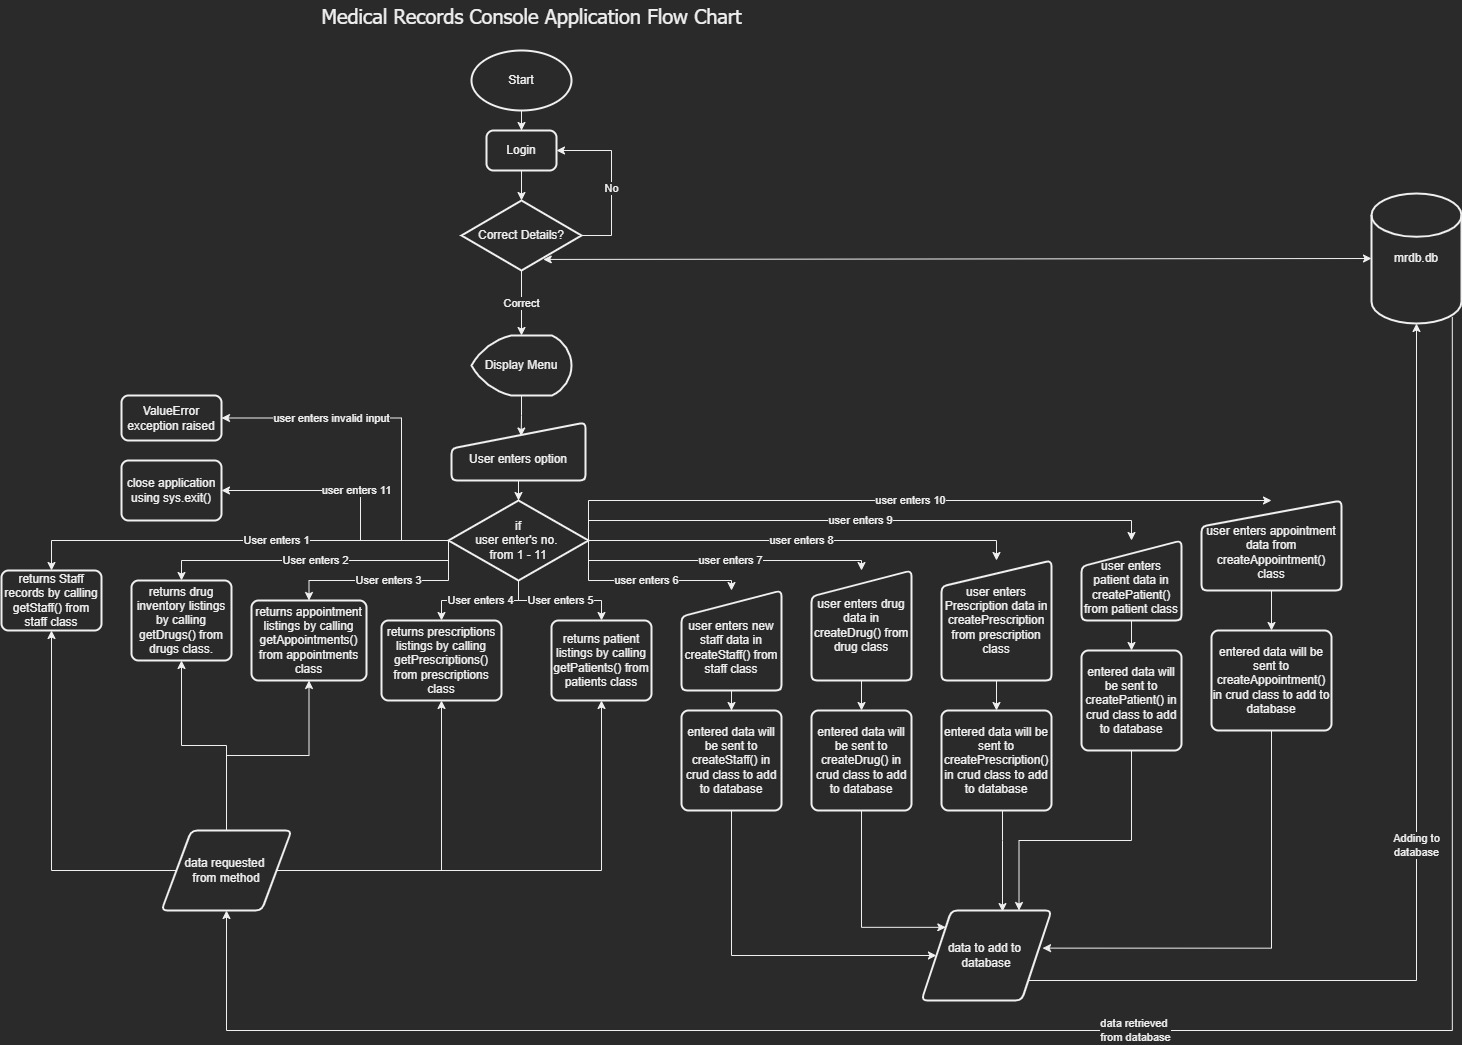 Medical Records Console Application Flow Chart
Start
Login
No
Correct Details?
mrdb.db
Correct
Display Menu
ValueError
exception raised
user enters invalid input
User enters option
close application
using sys.exit()
user enters 11
if
user enter's no.
from 1 - 11
User enters 1
User enters 2
User enters 3
User enters 4
User enters 5
user enters 6
user enters 7
user enters 8
user enters 9
user enters 10
returns Staff
records by calling
getStaff() from
staff class
returns drug
inventory listings
by calling
getDrugs() from
drugs class.
returns appointment
listings by calling
getAppointments()
from appointments
class
returns prescriptions
listings by calling
getPrescriptions()
from prescriptions
class
returns patient
listings by calling
getPatients() from
patients class
user enters new
staff data in
createStaff() from
staff class
user enters drug
data in
createDrug() from
drug class
user enters
Prescription data in
createPrescription
from prescription
class
user enters
patient data in
createPatient()
from patient class
user enters appointment
data from
createAppointment()
class
entered data will
be sent to
createStaff() in
crud class to add
to database
entered data will
be sent to
createDrug() in
crud class to add
to database
entered data will be
sent to
createPrescription()
in crud class to add
to database
entered data will
be sent to
createPatient() in
crud class to add
to database
entered data will be
sent to
createAppointment()
in crud class to add to
database
data requested
from method
data to add to
database
Adding to
database
data retrieved
from database